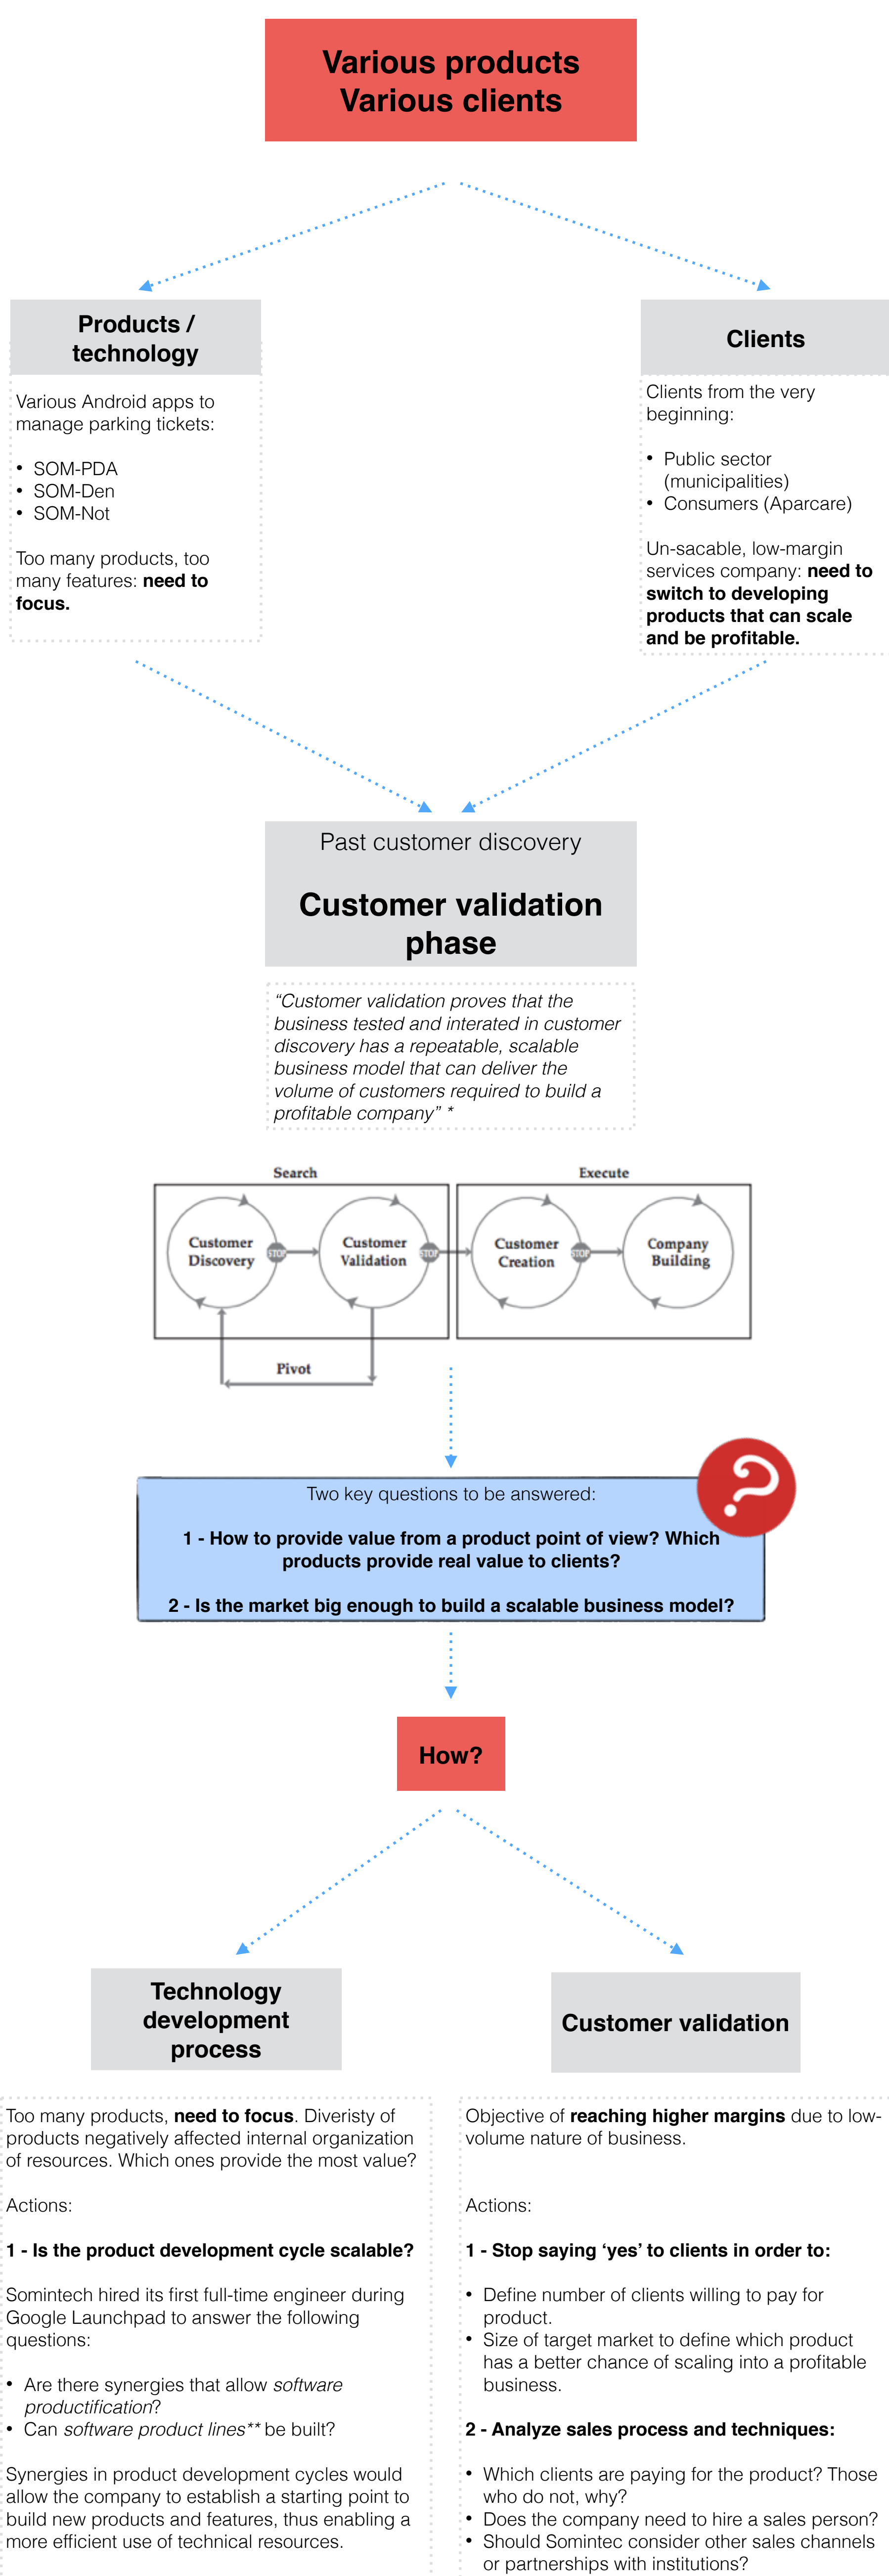 Various products
Various clients
Products /
technology
Various Android apps to
manage parking tickets:
• SOM-PDA
• SOM-Den
• SOM-Not
Too many products, too
many features: need to
focus.
Clients
Clients from the very
beginning:
• Public sector
(municipalities)
• Consumers (Aparcare)
Un-sacable, low-margin
services company: need to
switch to developing
products that can scale
and be profitable.
Past customer discovery
Customer validation
phase
“Customer validation proves that the
business tested and interated in customer
discovery has a repeatable, scalable
business model that can deliver the
volume of customers required to build a
profitable company” *
Search
Execute
Customer
Discovery
STOP
Customer
Validation
STOP
Customer
Creation
STOP
Company
Building
Pivot
?
Two key questions to be answered:
1 - How to provide value from a product point of view? Which
products provide real value to clients?
2 - Is the market big enough to build a scalable business model?
How?
Technology
development
process
Too many products, need to focus. Diveristy of
products negatively affected internal organization
of resources. Which ones provide the most value?
Actions:
1 - Is the product development cycle scalable?
Somintech hired its first full-time engineer during
Google Launchpad to answer the following
questions:
• Are there synergies that allow software
productification?
• Can software product lines** be built?
Synergies in product development cycles would
allow the company to establish a starting point to
build new products and features, thus enabling a
more efficient use of technical resources.
Customer validation
Objective of reaching higher margins due to low-
volume nature of business.
Actions:
1 - Stop saying ‘yes’ to clients in order to:
• Define number of clients willing to pay for
product.
• Size of target market to define which product
has a better chance of scaling into a profitable
business.
2 - Analyze sales process and techniques:
• Which clients are paying for the product? Those
who do not, why?
• Does the company need to hire a sales person?
• Should Somintec consider other sales channels
or partnerships with institutions?